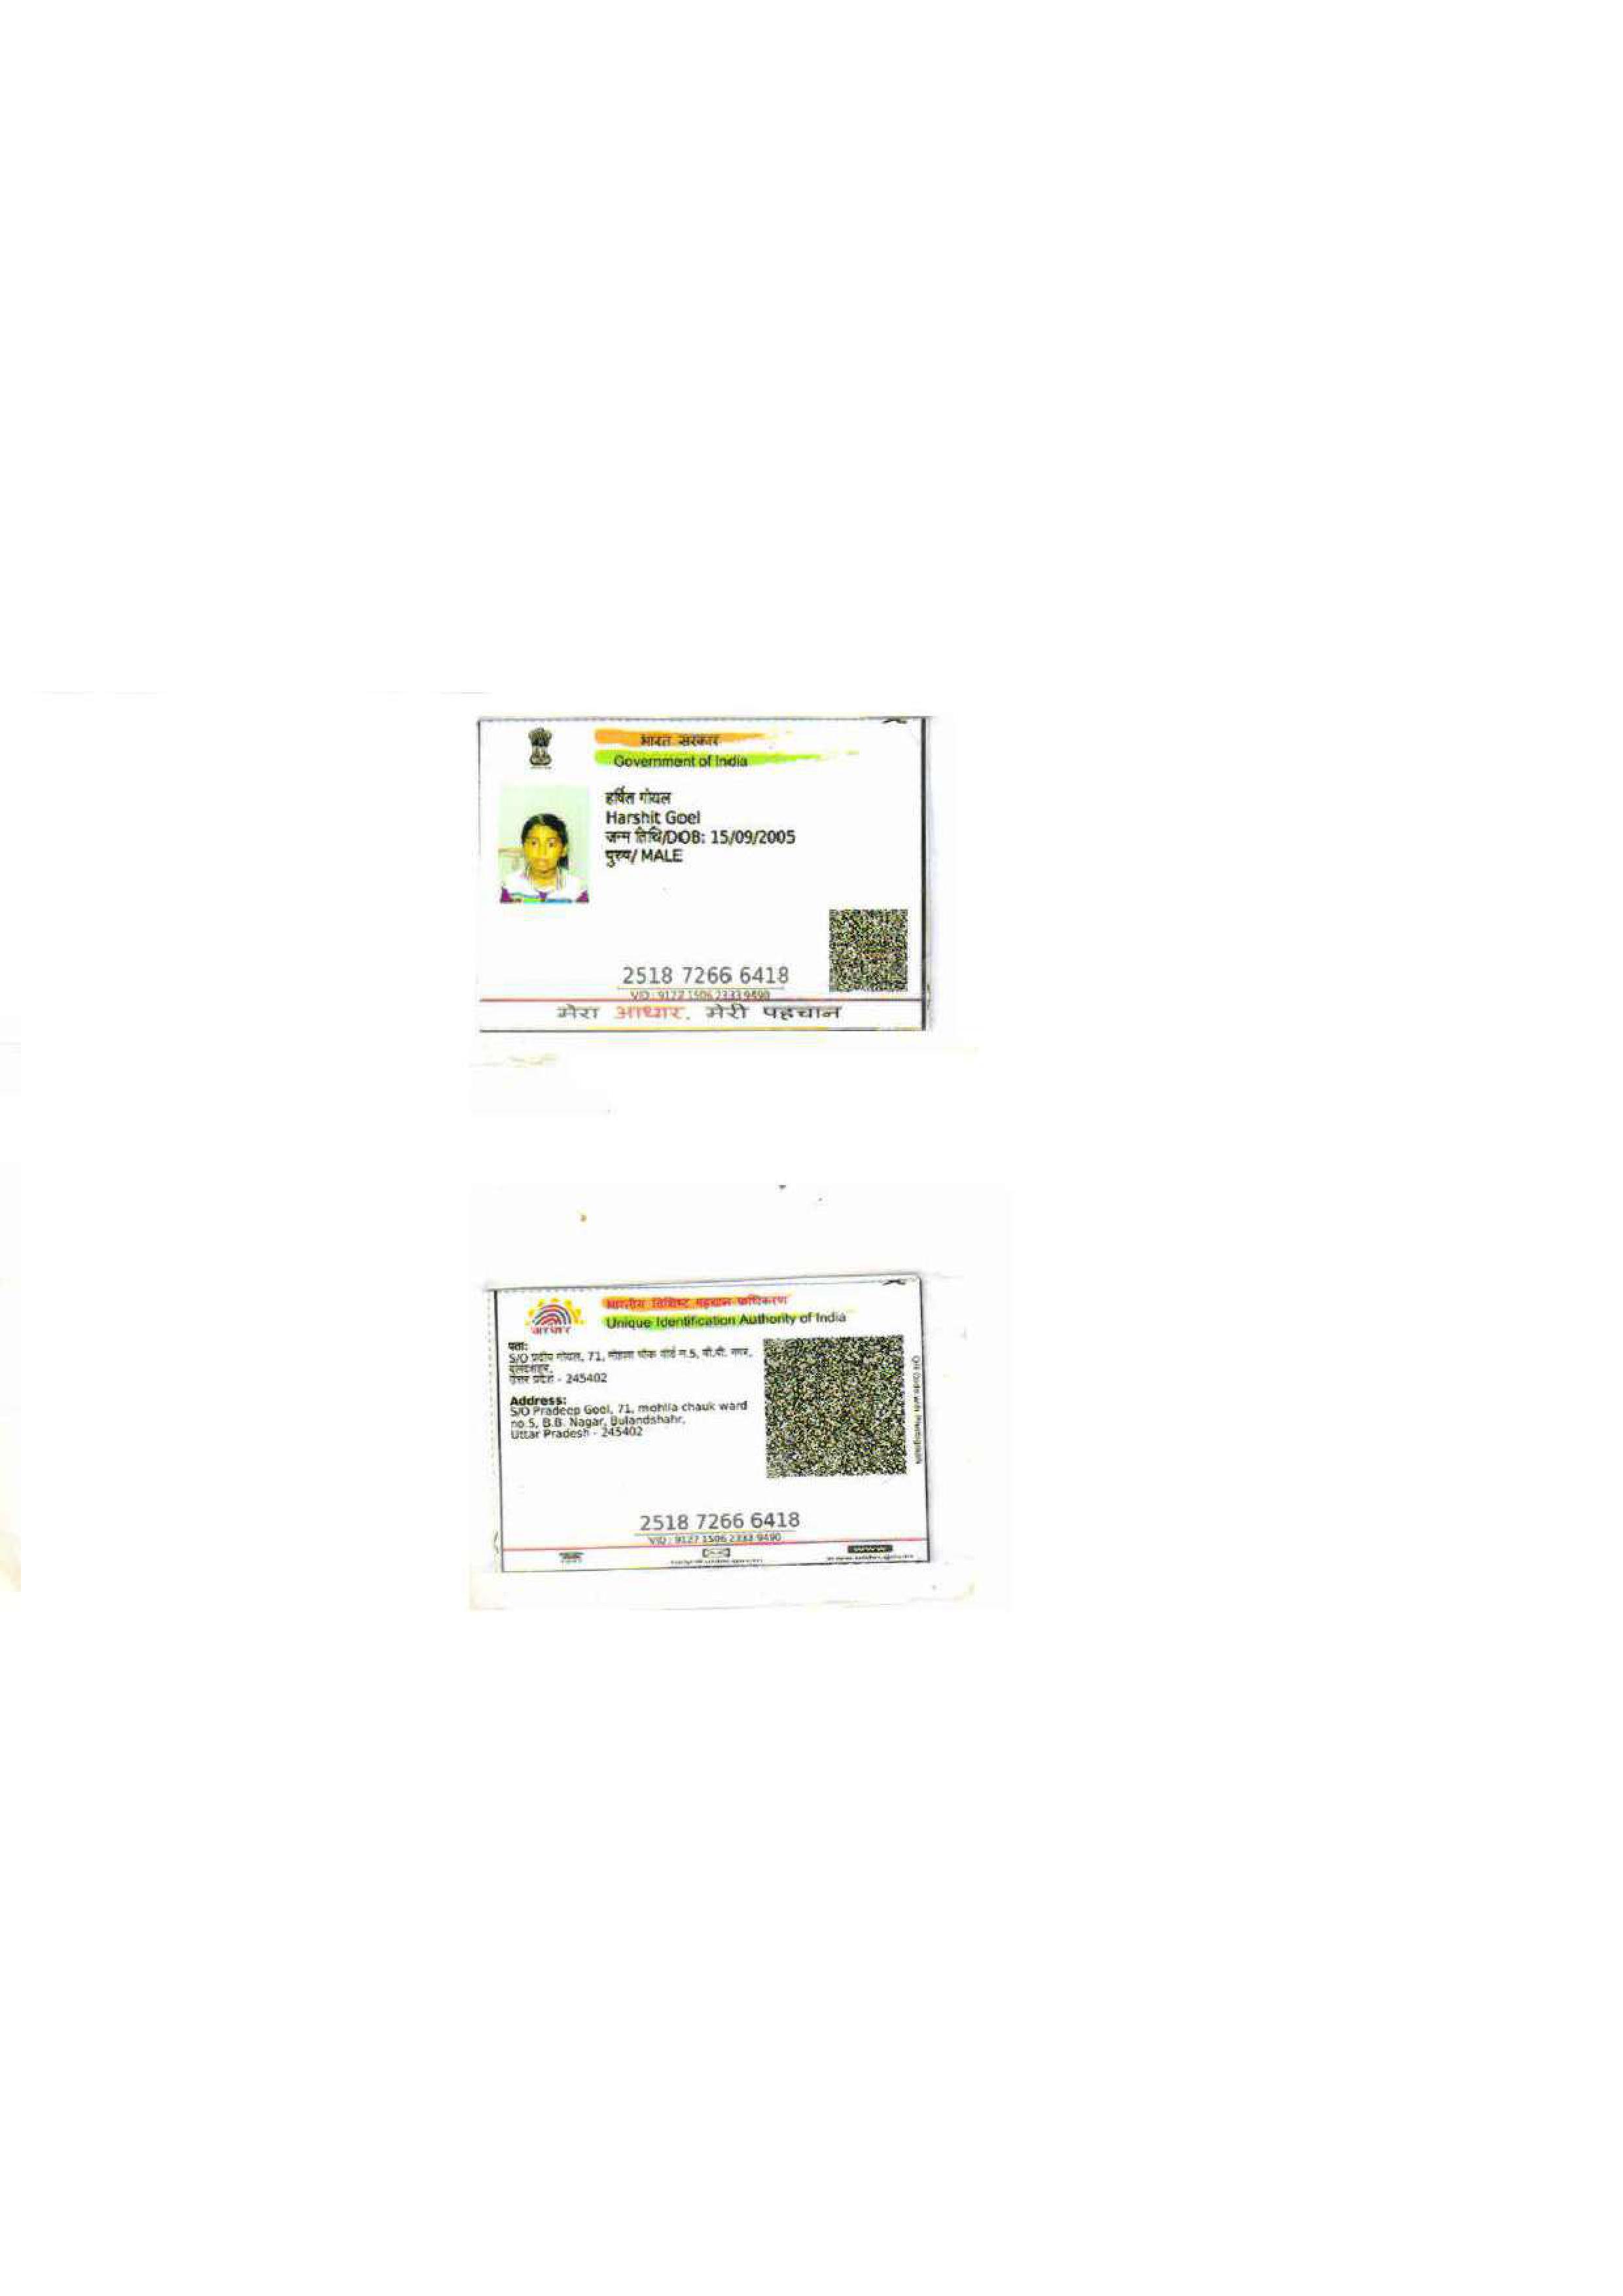 भारत सरकार
Government of India
हर्षित गोयल
Harshit Goel
जन्म तिथि/DOB: 15/09/2005
पुरुष/ MALE
2518 7266 6418
VID : 9127 1506 2333 9490
मेरा आधार, मेरी पहचान
भारतीय विशिष्ट पहचान प्राधिकरण
Unique Identification Authority of India
आधार
पता:
S/O प्रदीप गोयल, 71, मोहल्ला चौक वॉर्ड न.5, बी.बी. नगर,
बुलंदशहर,
उत्तर प्रदेश - 245402
Address:
S/O Pradeep Goel, 71, mohlla chauk ward
no.5, B.B. Nagar, Bulandshahr,
Uttar Pradesh - 245402
QR Code with Photograph
2518 7266 6418
VID : 9127 1506 2333 9490
www